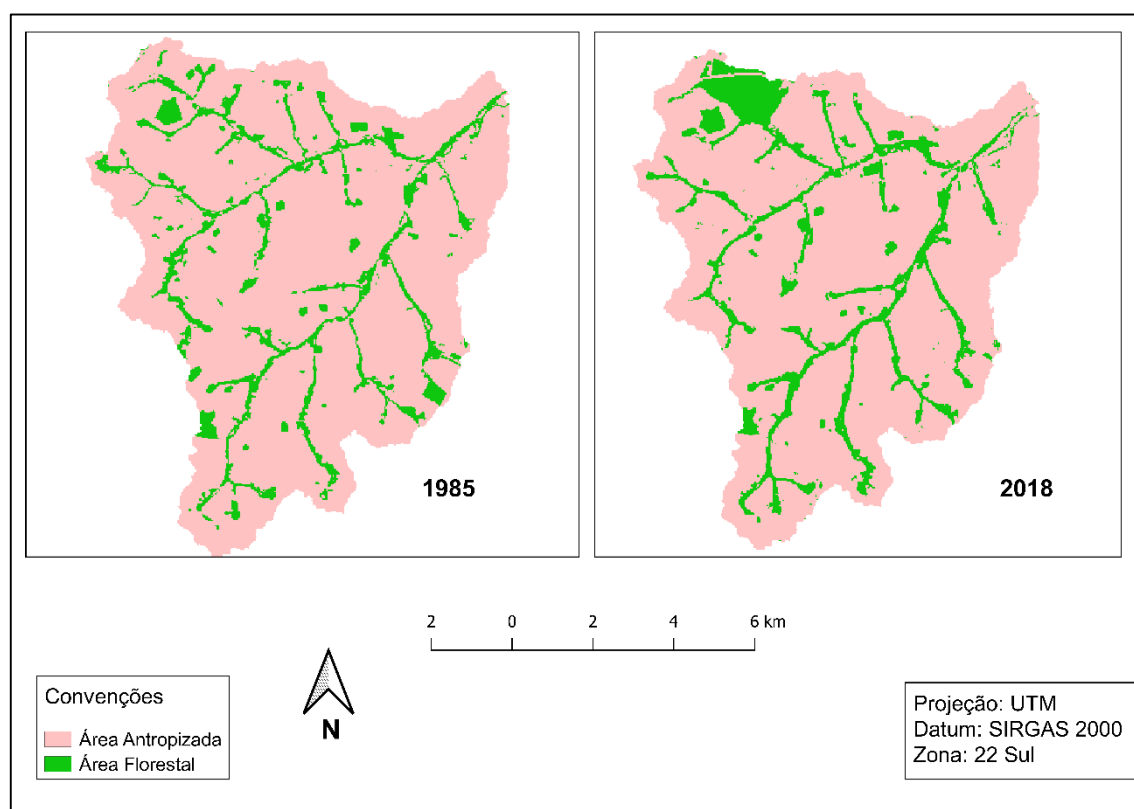 1985
2018
2 0 2 4 6 km
N
Convenções
Área Antropizada
Área Florestal
Projeção: UTM
Datum: SIRGAS 2000
Zona: 22 Sul